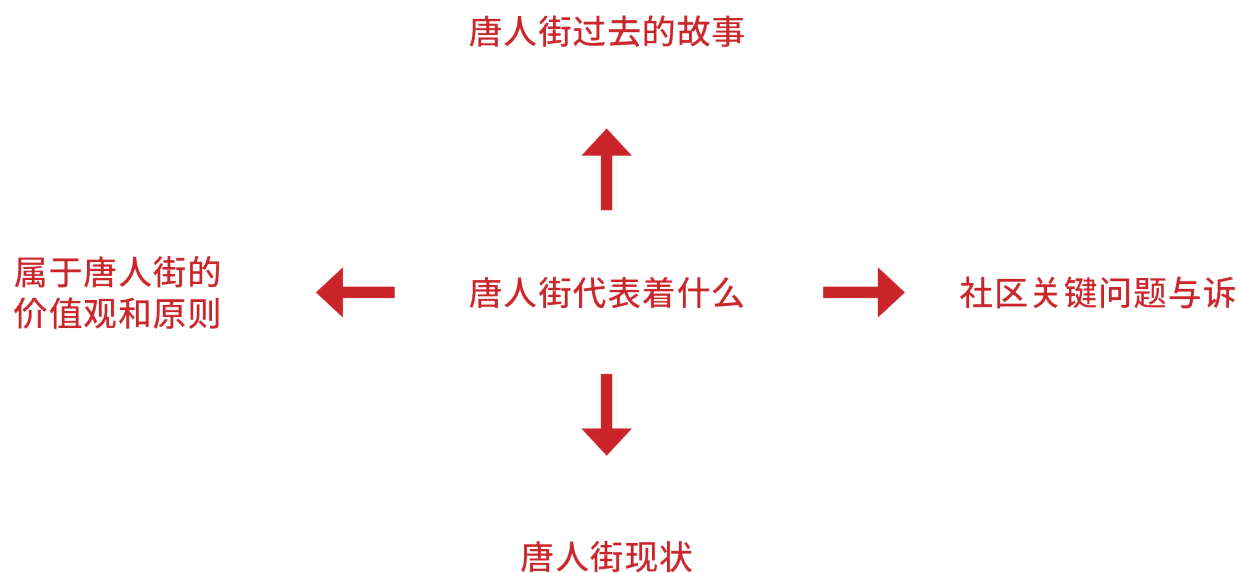 唐人街过去的故事
属于唐人街的
价值观和原则
唐人街代表着什么
社区关键问题与诉
唐人街现状